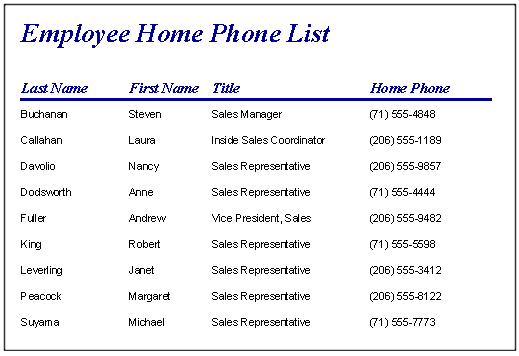 Employee Home Phone List
Last Name First Name Title Home Phone
Buchanan Steven Sales Manager (71) 555-4848
Callahan Laura Inside Sales Coordinator (206) 555-1189
Davolio Nancy Sales Representative (206) 555-9857
Dodsworth Anne Sales Representative (71) 555-4444
Fuller Andrew Vice President, Sales (206) 555-9482
King Robert Sales Representative (71) 555-5598
Leverling Janet Sales Representative (206) 555-3412
Peacock Margaret Sales Representative (206) 555-8122
Suyama Michael Sales Representative (71) 555-7773